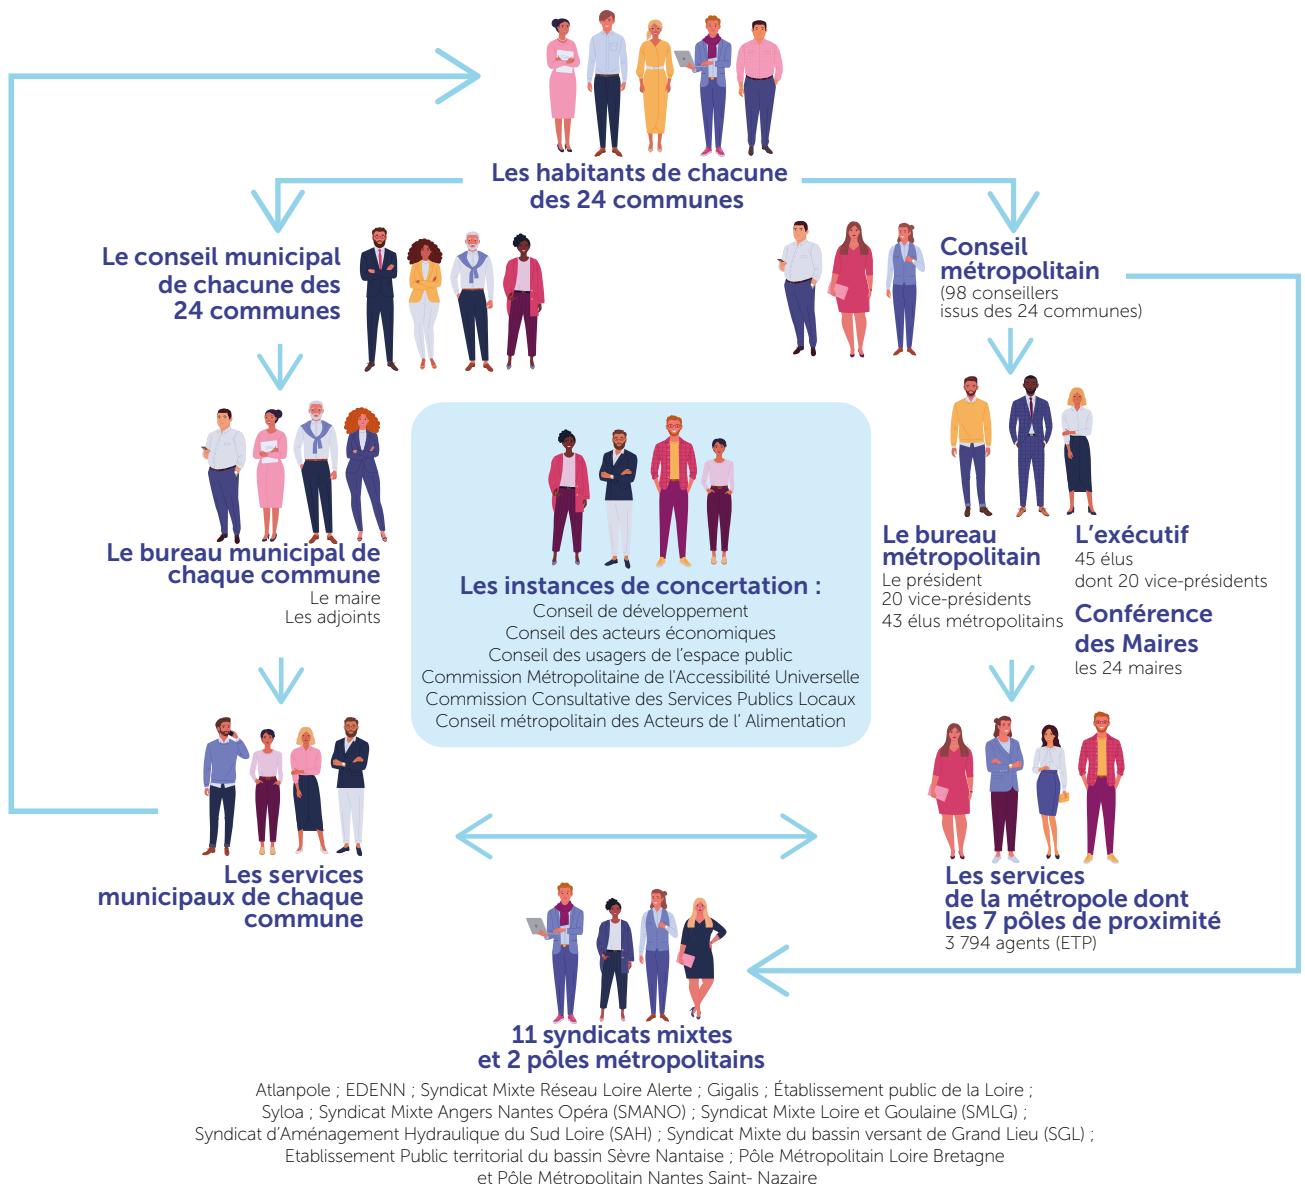 Les habitants de chacune
des 24 communes
Le conseil municipal
de chacune des
24 communes
Conseil
métropolitain
(98 conseillers
issus des 24 communes)
Le bureau municipal de
chaque commune
Le maire
Les adjoints
Les instances de concertation :
Conseil de développement
Conseil des acteurs économiques
Conseil des usagers de l'espace public
Commission Métropolitaine de l'Accessibilité Universelle
Commission Consultative des Services Publics Locaux
Conseil métropolitain des Acteurs de l' Alimentation
Le bureau
métropolitain
Le président
20 vice-présidents
43 élus métropolitains
L'exécutif
45 élus
dont 20 vice-présidents
Conférence
des Maires
les 24 maires
Les services
municipaux de chaque
commune
Les services
de la métropole dont
les 7 pôles de proximité
3 794 agents (ETP)
11 syndicats mixtes
et 2 pôles métropolitains
Atlanpole ; EDENN ; Syndicat Mixte Réseau Loire Alerte ; Gigalis ; Établissement public de la Loire ;
Syloa ; Syndicat Mixte Angers Nantes Opéra (SMANO) ; Syndicat Mixte Loire et Goulaine (SMLG) ;
Syndicat d'Aménagement Hydraulique du Sud Loire (SAH) ; Syndicat Mixte du bassin versant de Grand Lieu (SGL) ;
Etablissement Public territorial du bassin Sèvre Nantaise ; Pôle Métropolitain Loire Bretagne
et Pôle Métropolitain Nantes Saint- Nazaire